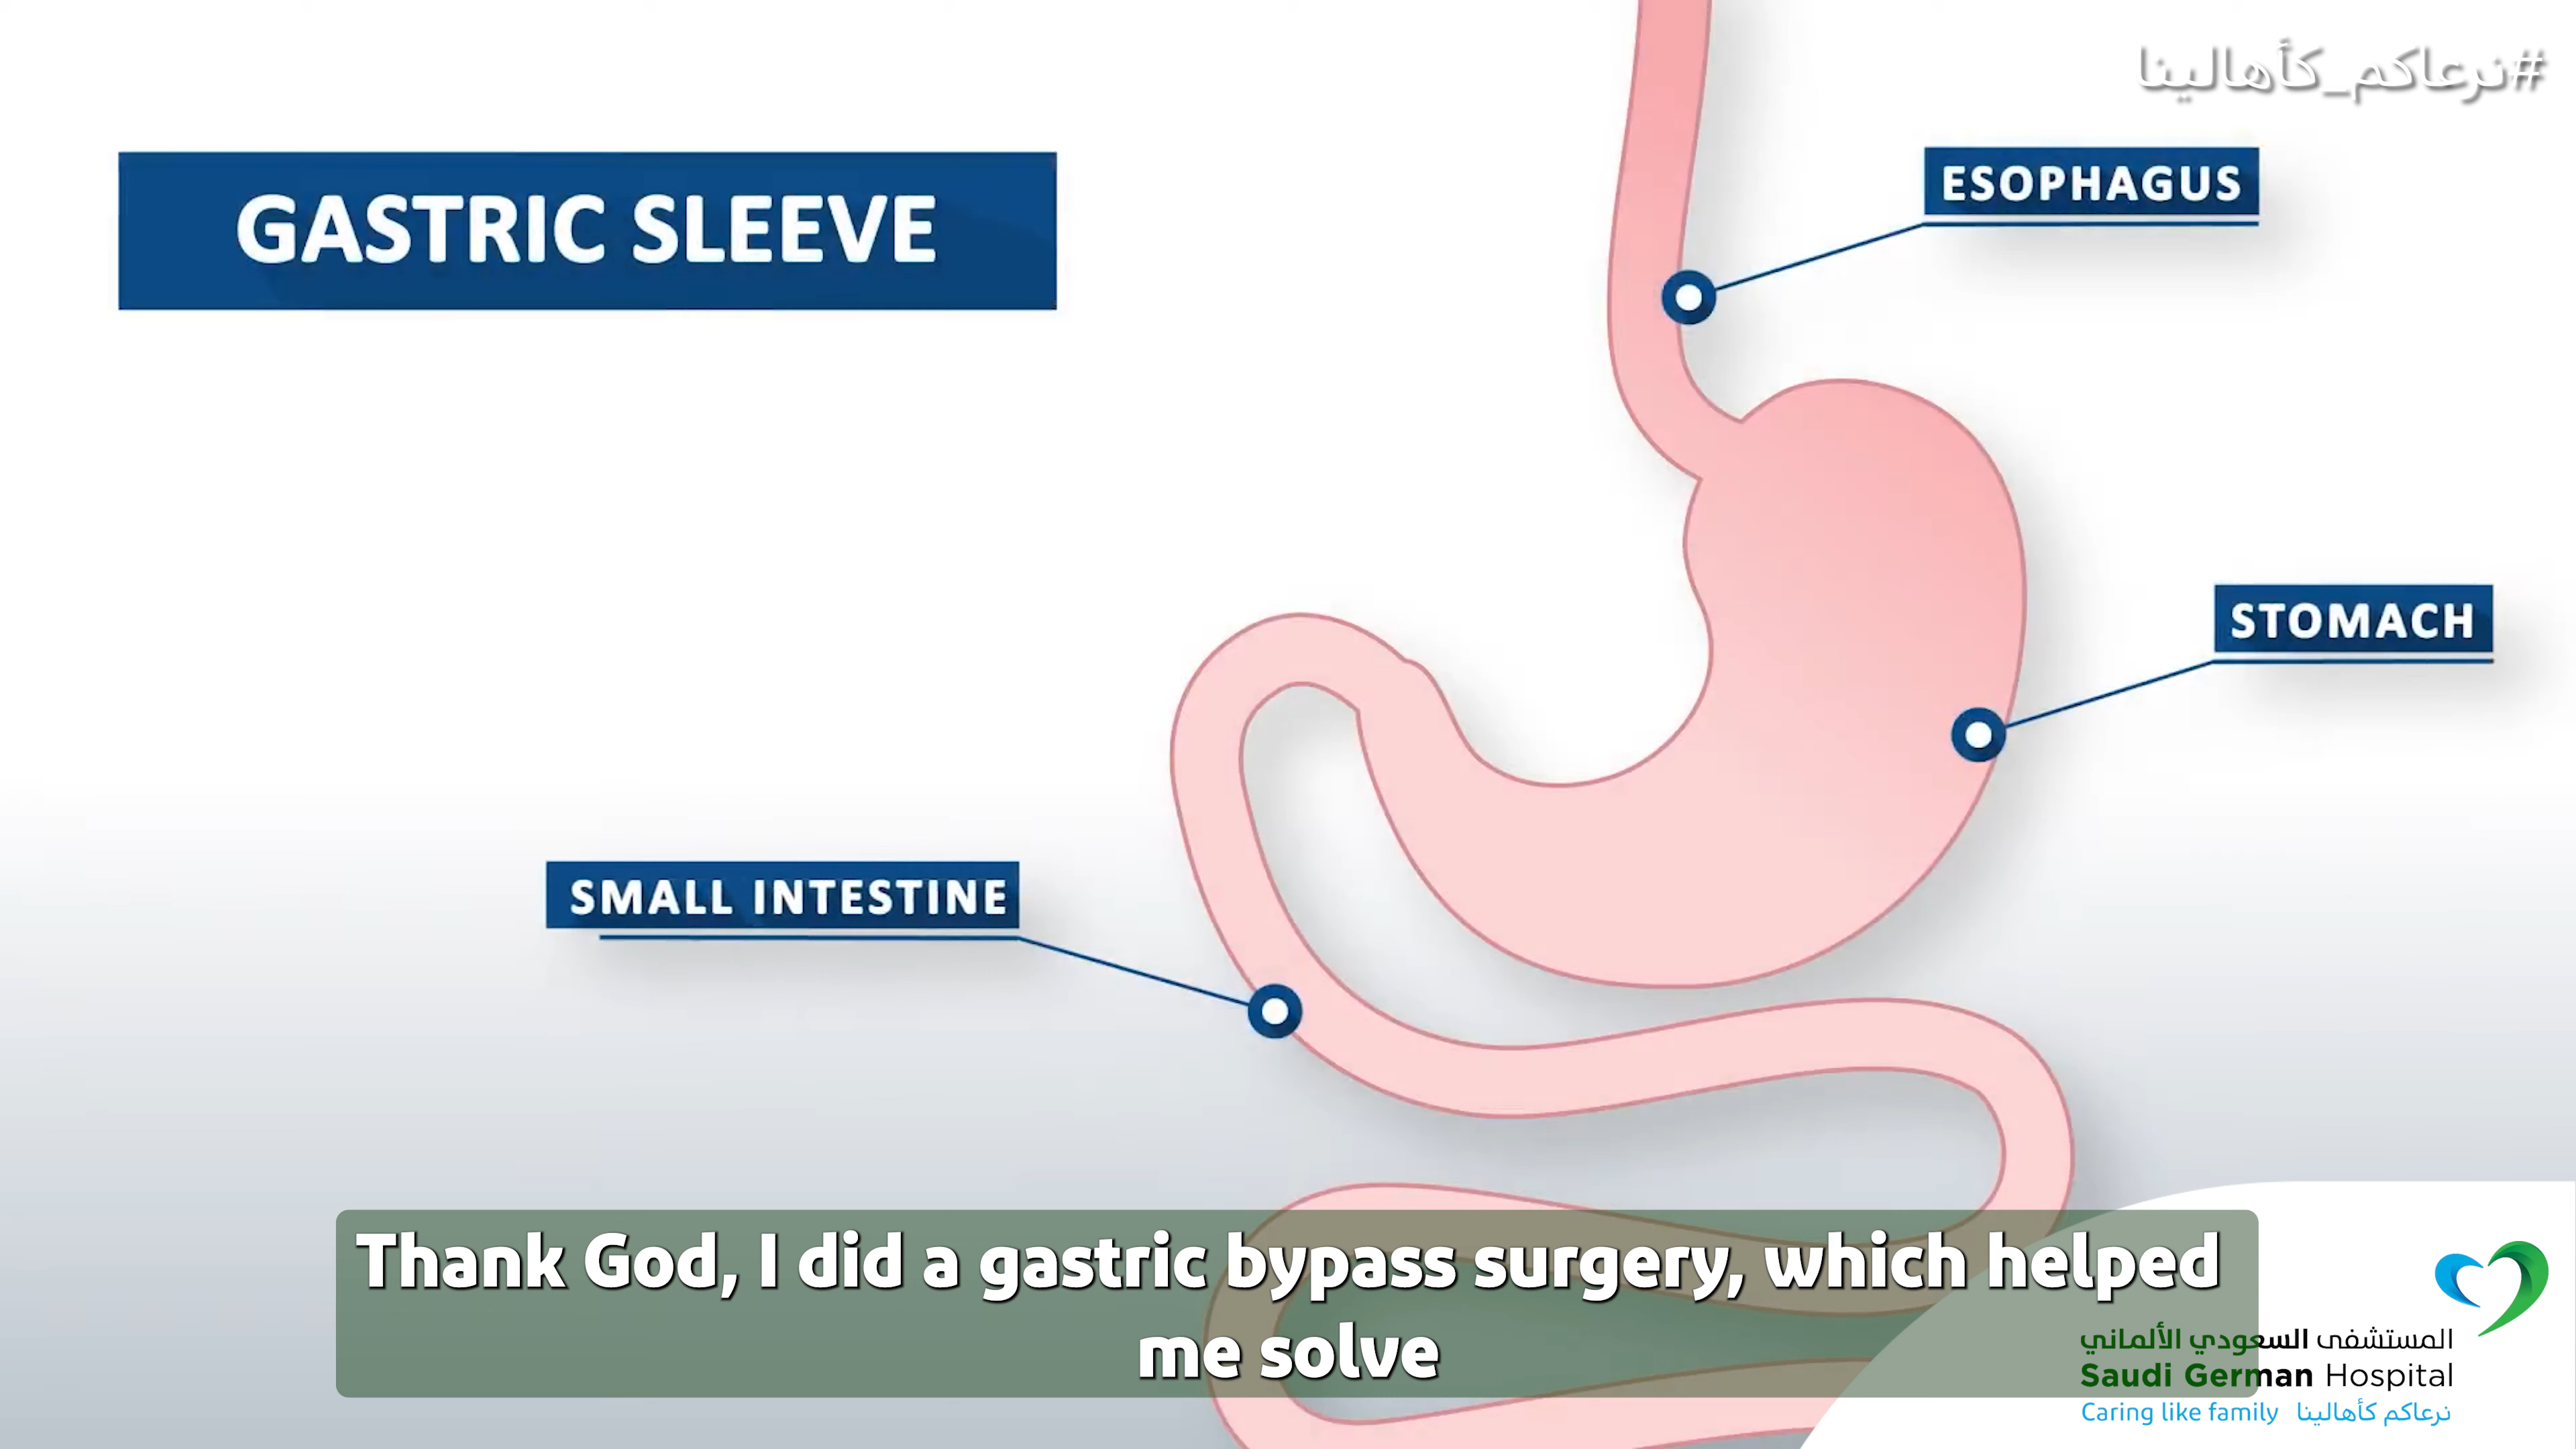 #نرعاكم_كأهالينا
GASTRIC SLEEVE
ESOPHAGUS
STOMACH
SMALL INTESTINE
Thank God, I did a gastric bypass surgery, which helped
me solve
المستشفى السعودي الألماني
Saudi German Hospital
Caring like family نرعاكم كأهالينا